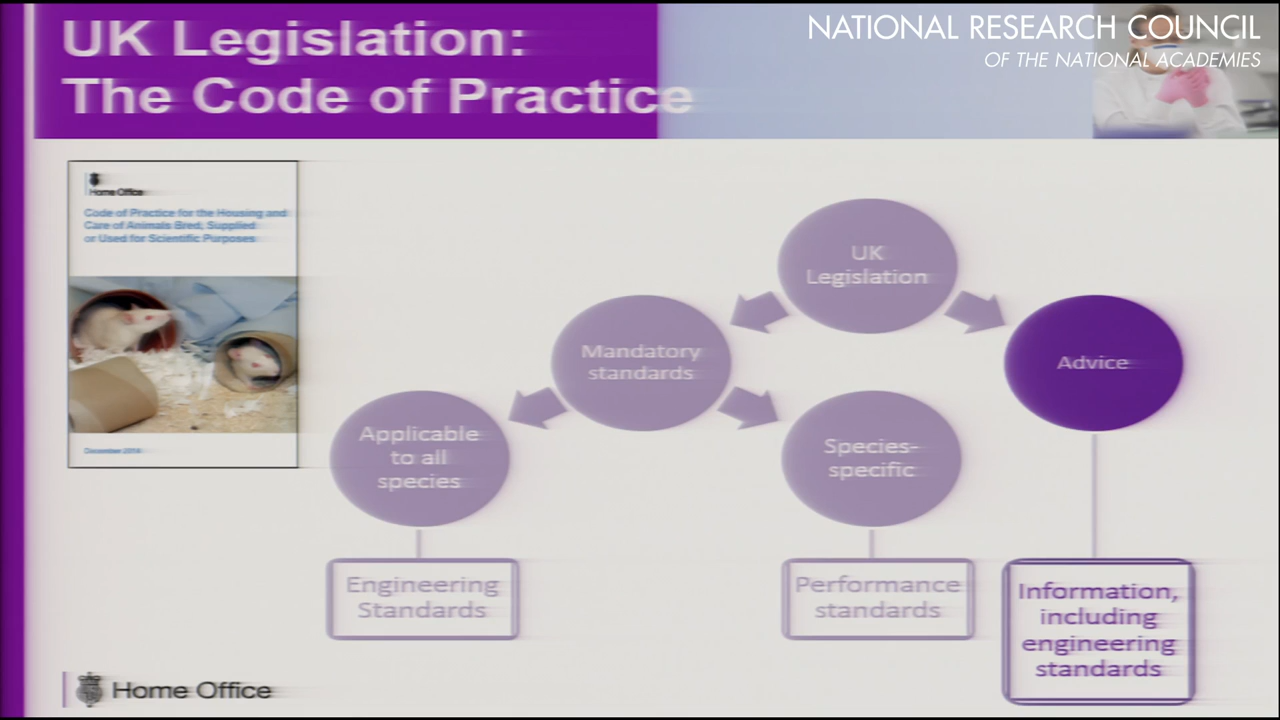 UK Legislation:
The Code of Practice
NATIONAL RESEARCH COUNCIL
OF THE NATIONAL ACADEMIES
Home Office
Code of Practice for the Housing and
Care of Animals Bred, Supplied
or Used for Scientific Purposes
December 2014
UK
Legislation
Mandatory
standards
Advice
Applicable
to all
species
Species-
specific
Engineering
Standards
Performance
standards
Information,
including
engineering
standards
Home Office